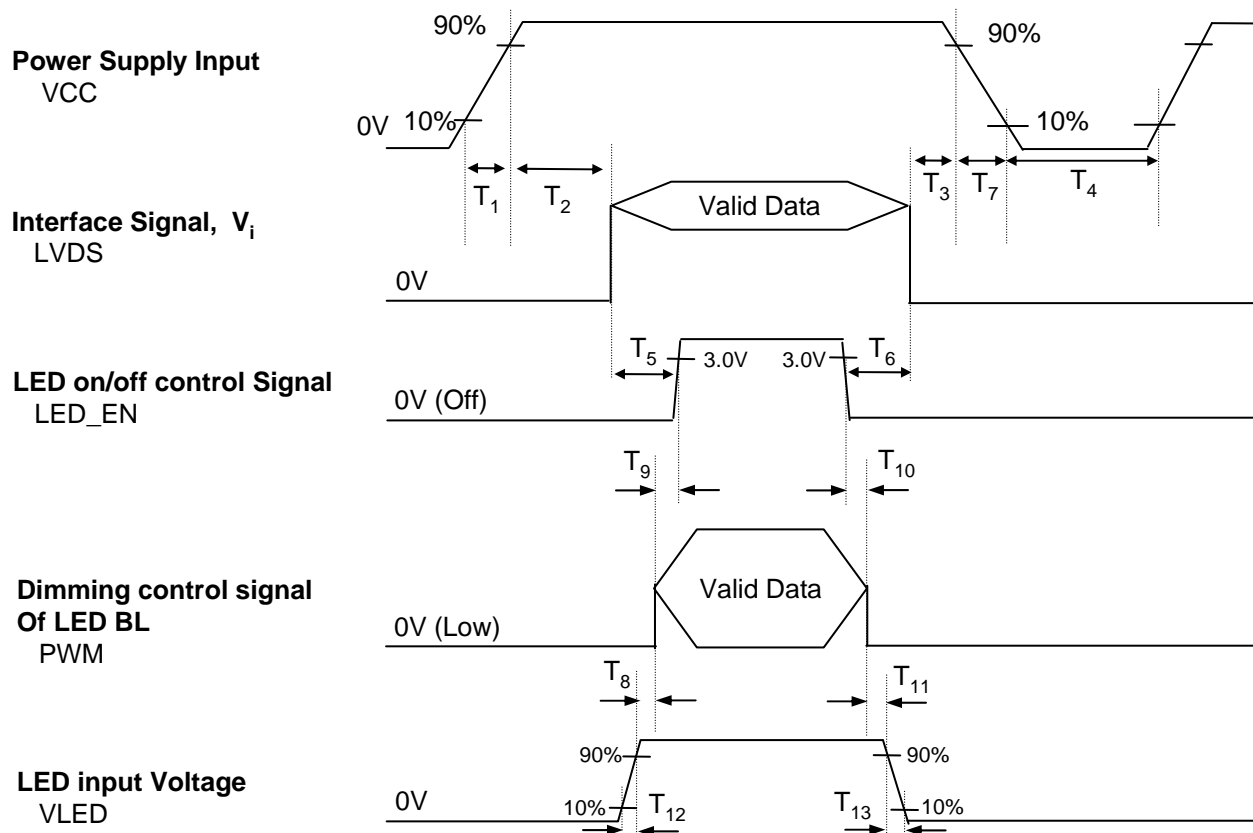 90%
90%
Power Supply Input
VCC
0V
10%
10%
T1
T2
T3
T7
T4
Interface Signal, Vi
LVDS
Valid Data
0V
T5
3.0V
3.0V
T6
LED on/off control Signal
LED_EN
0V (Off)
T9
T10
Dimming control signal
Of LED BL
PWM
Valid Data
0V (Low)
T8
T11
90%
90%
LED input Voltage
VLED
0V
10%
T12
T13
10%